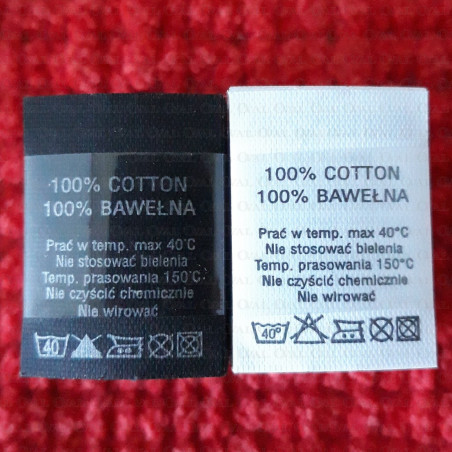 100% COTTON
100% BAWEŁNA
Prać w temp. max 40°C
Nie stosować bielenia
Temp. prasowania 150°C
Nie czyścić chemicznie
Nie wirować
40
100% COTTON
100% BAWEŁNA
Prać w temp. max 40°C
Nie stosować bielenia
Temp. prasowania 150°C
Nie czyścić chemicznie
Nie wirować
40°